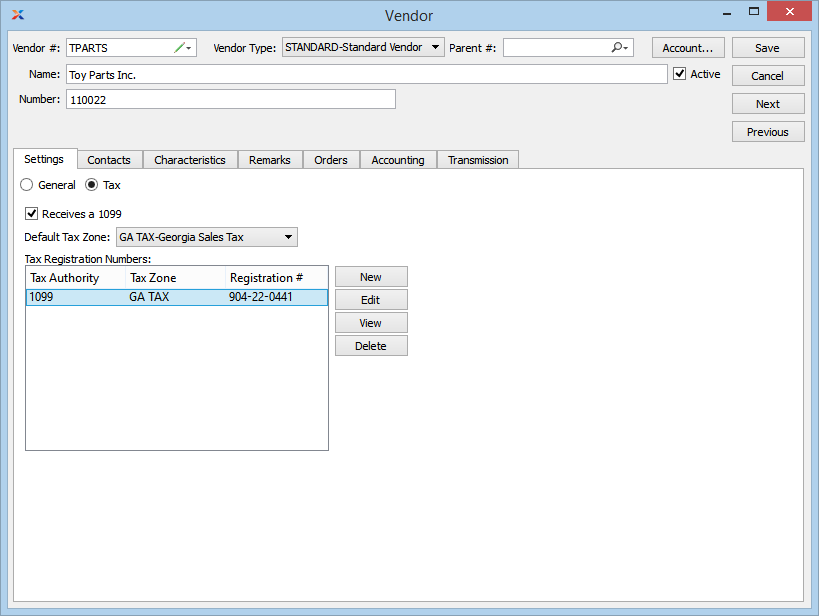 Vendor
Vendor #: TPARTS Vendor Type: STANDARD-Standard Vendor Parent #: Account... Save
Name: Toy Parts Inc. Active Cancel
Number: 110022 Next
Previous
Settings Contacts Characteristics Remarks Orders Accounting Transmission
General Tax
Receives a 1099
Default Tax Zone: GA TAX-Georgia Sales Tax
Tax Registration Numbers:
Tax Authority Tax Zone Registration # New
1099 GA TAX 904-22-0441 Edit
View
Delete